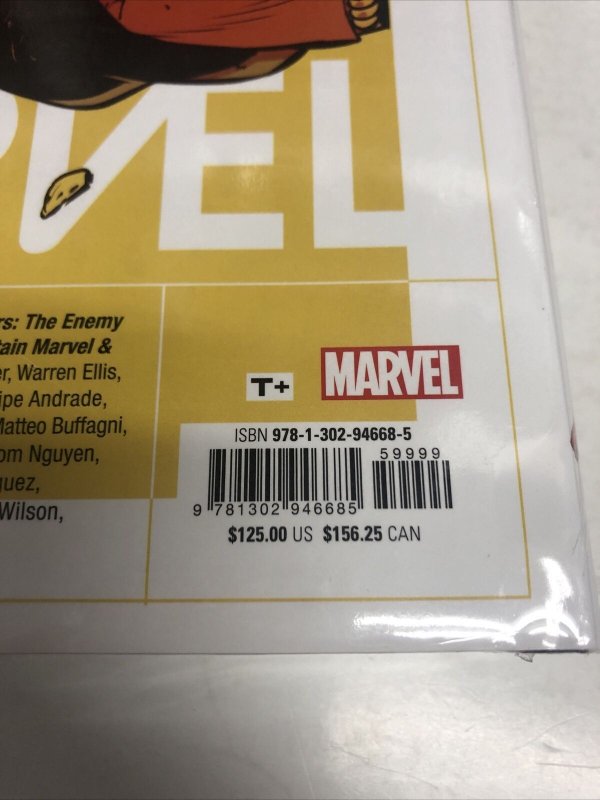 VEL
rs: The Enemy
tain Marvel &
er, Warren Ellis,
ipe Andrade,
Matteo Buffagni,
om Nguyen,
guez,
Wilson,
T+
MARVEL
ISBN 978-1-302-94668-5
59999
9 781302 946685
$125.00 US $156.25 CAN